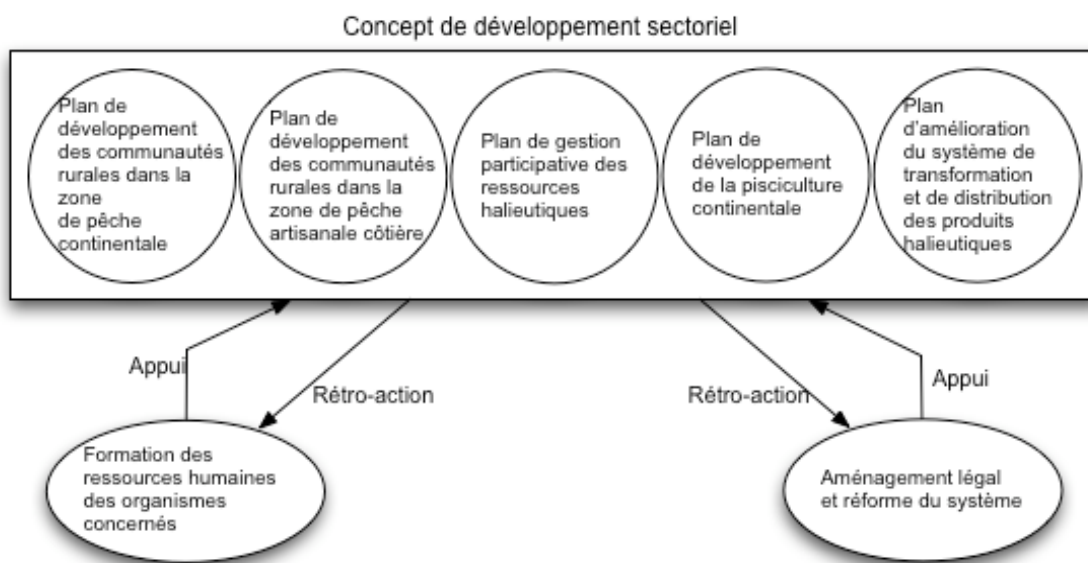 Concept de développement sectoriel
Plan de
développement
des communautés
rurales dans la
zone
de pêche
continentale
Plan de
développement
des communautés
rurales dans la
zone de pêche
artisanale côtière
Plan de gestion
participative des
ressources
halieutiques
Plan de
développement
de la pisciculture
continentale
Plan
d'amélioration
du système de
transformation
et de distribution
des produits
halieutiques
Appui
Rétro-action
Rétro-action
Appui
Formation des
ressources humaines
des organismes
concernés
Aménagement légal
et réforme du système